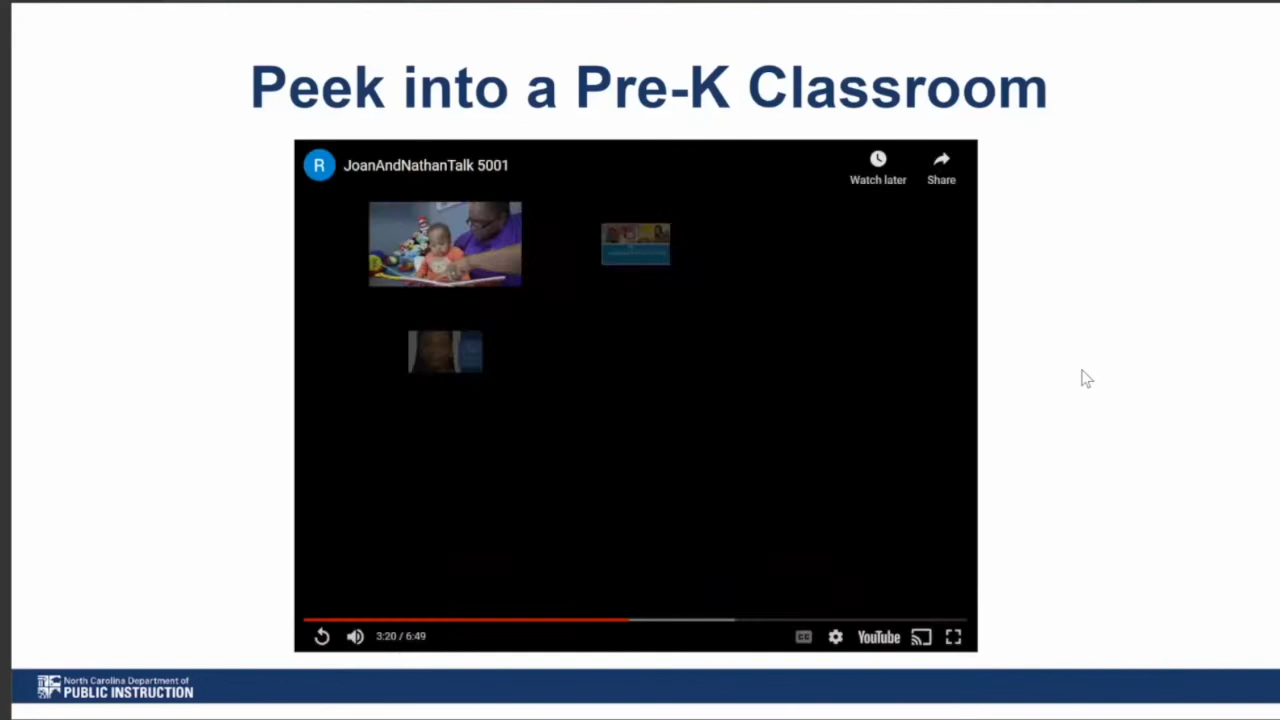 Peek into a Pre-K Classroom
R
JoanAndNathanTalk 5001
Watch later
Share
3:20 / 6:49
CC
YouTube
North Carolina Department of
PUBLIC INSTRUCTION